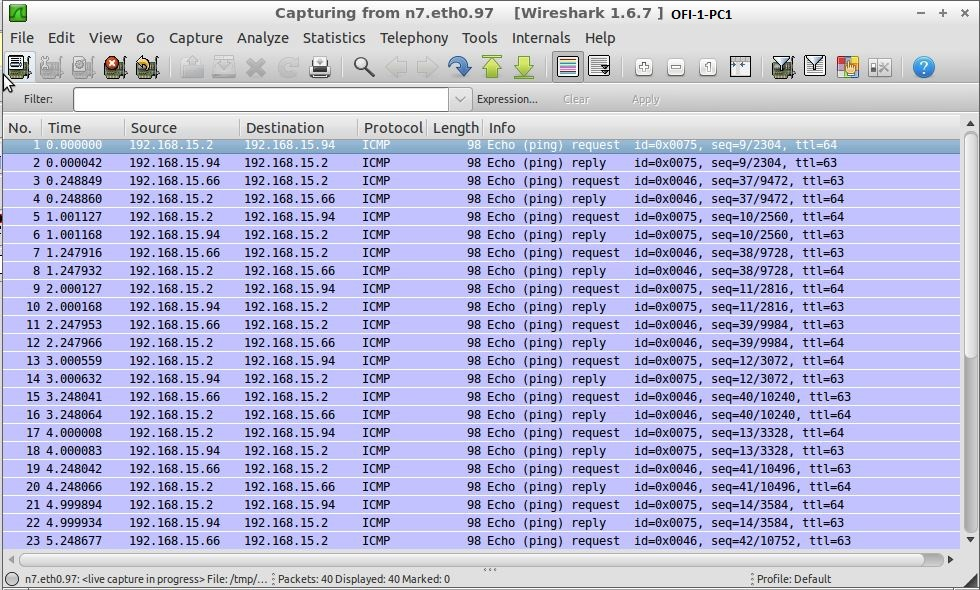 Capturing from n7.eth0.97 [Wireshark 1.6.7 ] OFI-1-PC1
File Edit View Go Capture Analyze Statistics Telephony Tools Internals Help
Filter: Expression... Clear Apply
No. Time Source Destination Protocol Length Info
1 0.000000 192.168.15.2 192.168.15.94 ICMP 98 Echo (ping) request id=0x0075, seq=9/2304, ttl=64
2 0.000042 192.168.15.94 192.168.15.2 ICMP 98 Echo (ping) reply id=0x0075, seq=9/2304, ttl=63
3 0.248849 192.168.15.66 192.168.15.2 ICMP 98 Echo (ping) request id=0x0046, seq=37/9472, ttl=63
4 0.248860 192.168.15.2 192.168.15.66 ICMP 98 Echo (ping) reply id=0x0046, seq=37/9472, ttl=64
5 1.001127 192.168.15.2 192.168.15.94 ICMP 98 Echo (ping) request id=0x0075, seq=10/2560, ttl=64
6 1.001168 192.168.15.94 192.168.15.2 ICMP 98 Echo (ping) reply id=0x0075, seq=10/2560, ttl=63
7 1.247916 192.168.15.66 192.168.15.2 ICMP 98 Echo (ping) request id=0x0046, seq=38/9728, ttl=63
8 1.247932 192.168.15.2 192.168.15.66 ICMP 98 Echo (ping) reply id=0x0046, seq=38/9728, ttl=64
9 2.000127 192.168.15.2 192.168.15.94 ICMP 98 Echo (ping) request id=0x0075, seq=11/2816, ttl=64
10 2.000168 192.168.15.94 192.168.15.2 ICMP 98 Echo (ping) reply id=0x0075, seq=11/2816, ttl=63
11 2.247953 192.168.15.66 192.168.15.2 ICMP 98 Echo (ping) request id=0x0046, seq=39/9984, ttl=63
12 2.247966 192.168.15.2 192.168.15.66 ICMP 98 Echo (ping) reply id=0x0046, seq=39/9984, ttl=64
13 3.000559 192.168.15.2 192.168.15.94 ICMP 98 Echo (ping) request id=0x0075, seq=12/3072, ttl=64
14 3.000632 192.168.15.94 192.168.15.2 ICMP 98 Echo (ping) reply id=0x0075, seq=12/3072, ttl=63
15 3.248041 192.168.15.66 192.168.15.2 ICMP 98 Echo (ping) request id=0x0046, seq=40/10240, ttl=63
16 3.248064 192.168.15.2 192.168.15.66 ICMP 98 Echo (ping) reply id=0x0046, seq=40/10240, ttl=64
17 4.000008 192.168.15.2 192.168.15.94 ICMP 98 Echo (ping) request id=0x0075, seq=13/3328, ttl=64
18 4.000083 192.168.15.94 192.168.15.2 ICMP 98 Echo (ping) reply id=0x0075, seq=13/3328, ttl=63
19 4.248042 192.168.15.66 192.168.15.2 ICMP 98 Echo (ping) request id=0x0046, seq=41/10496, ttl=63
20 4.248066 192.168.15.2 192.168.15.66 ICMP 98 Echo (ping) reply id=0x0046, seq=41/10496, ttl=64
21 4.999894 192.168.15.2 192.168.15.94 ICMP 98 Echo (ping) request id=0x0075, seq=14/3584, ttl=64
22 4.999934 192.168.15.94 192.168.15.2 ICMP 98 Echo (ping) reply id=0x0075, seq=14/3584, ttl=63
23 5.248677 192.168.15.66 192.168.15.2 ICMP 98 Echo (ping) request id=0x0046, seq=42/10752, ttl=63
n7.eth0.97: <live capture in progress> File: /tmp/... Packets: 40 Displayed: 40 Marked: 0 Profile: Default